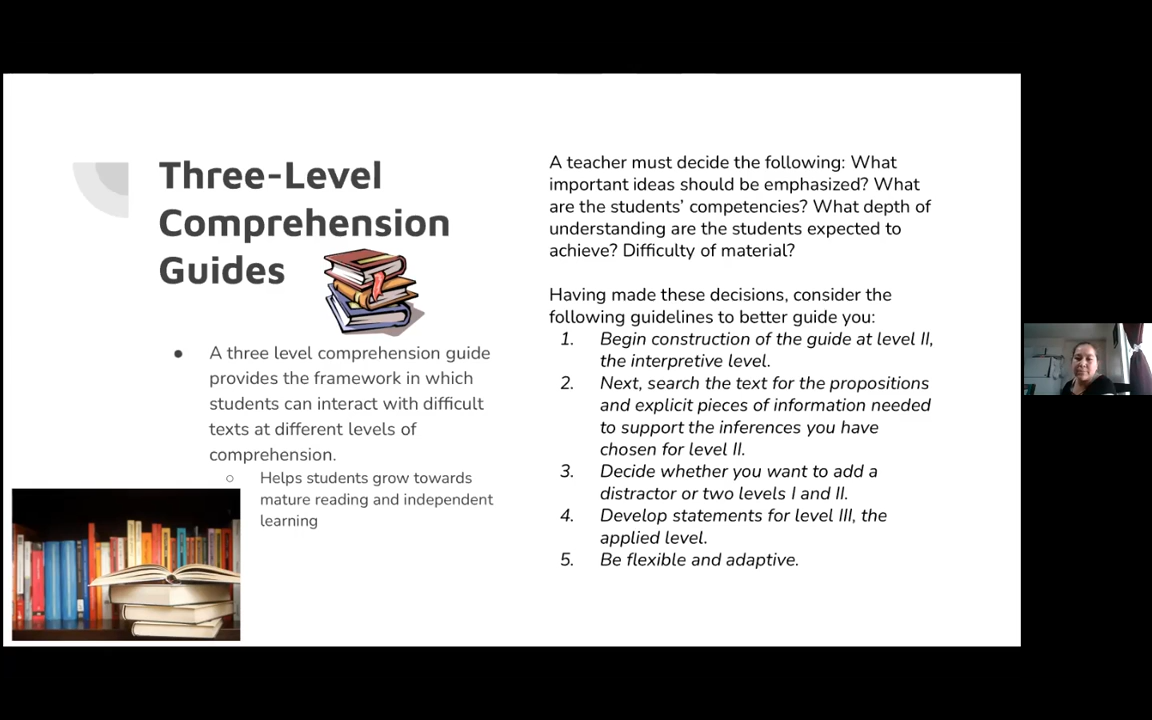 Three-Level
Comprehension
Guides
● A three level comprehension guide
provides the framework in which
students can interact with difficult
texts at different levels of
comprehension.
○ Helps students grow towards
mature reading and independent
learning
A teacher must decide the following: What
important ideas should be emphasized? What
are the students’ competencies? What depth of
understanding are the students expected to
achieve? Difficulty of material?
Having made these decisions, consider the
following guidelines to better guide you:
1. Begin construction of the guide at level II,
the interpretive level.
2. Next, search the text for the propositions
and explicit pieces of information needed
to support the inferences you have
chosen for level II.
3. Decide whether you want to add a
distractor or two levels I and II.
4. Develop statements for level III, the
applied level.
5. Be flexible and adaptive.